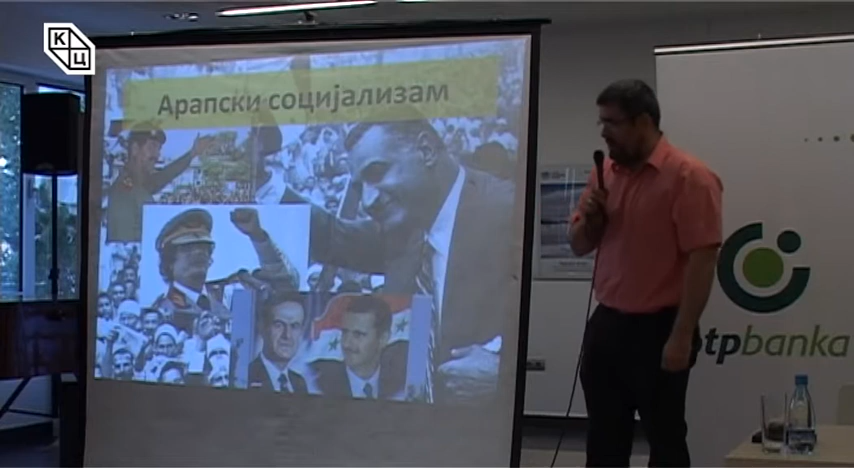 КЦ
Арапски социјализам
otpbanka